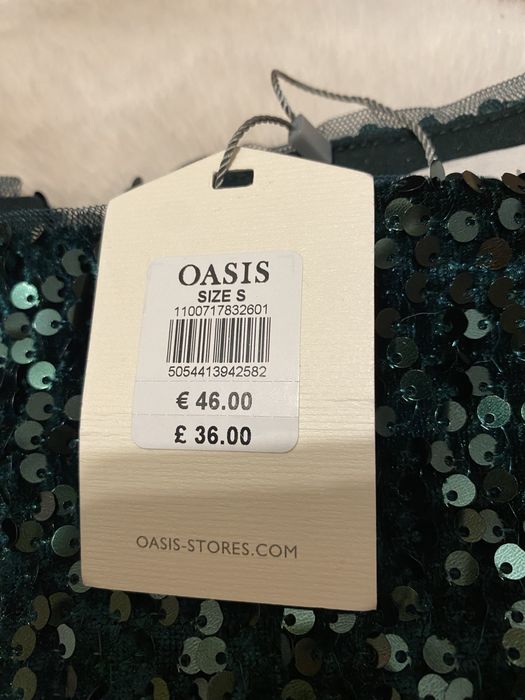 OASIS
SIZE S
1100717832601
5054413942582
€ 46.00
£ 36.00
OASIS-STORES.COM